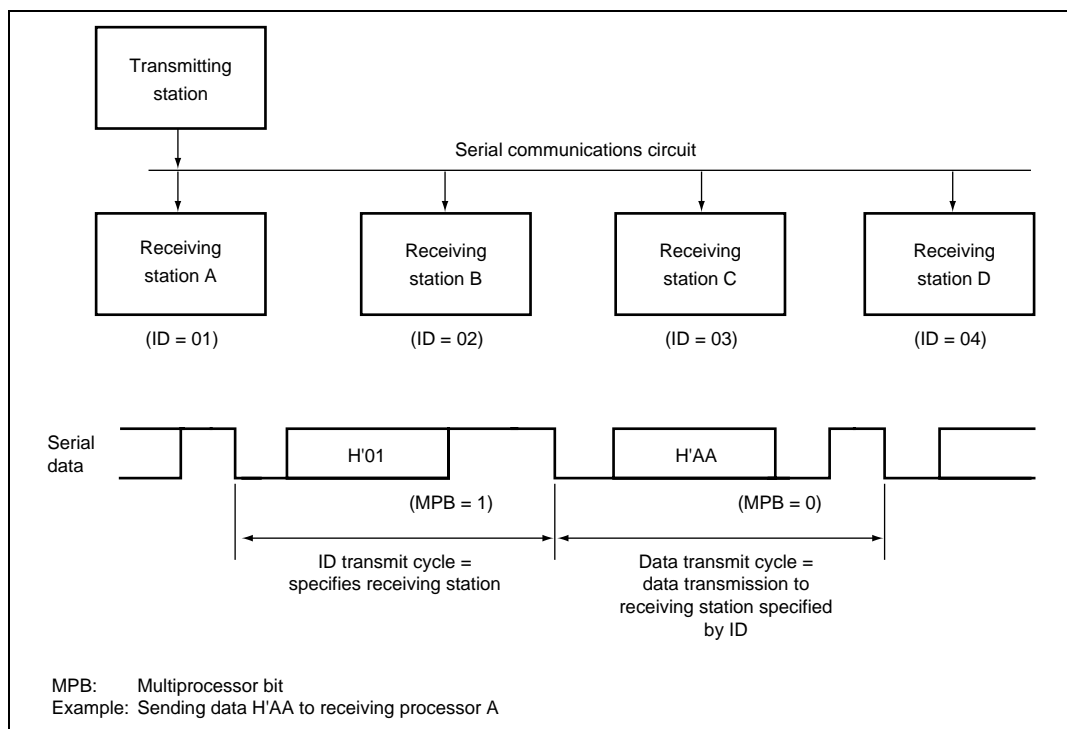 Transmitting
station
Serial communications circuit
Receiving
station A
Receiving
station B
Receiving
station C
Receiving
station D
(ID = 01)
(ID = 02)
(ID = 03)
(ID = 04)
Serial
data
H'01
H'AA
(MPB = 1)
(MPB = 0)
ID transmit cycle =
specifies receiving station
Data transmit cycle =
data transmission to
receiving station specified
by ID
MPB: Multiprocessor bit
Example: Sending data H'AA to receiving processor A